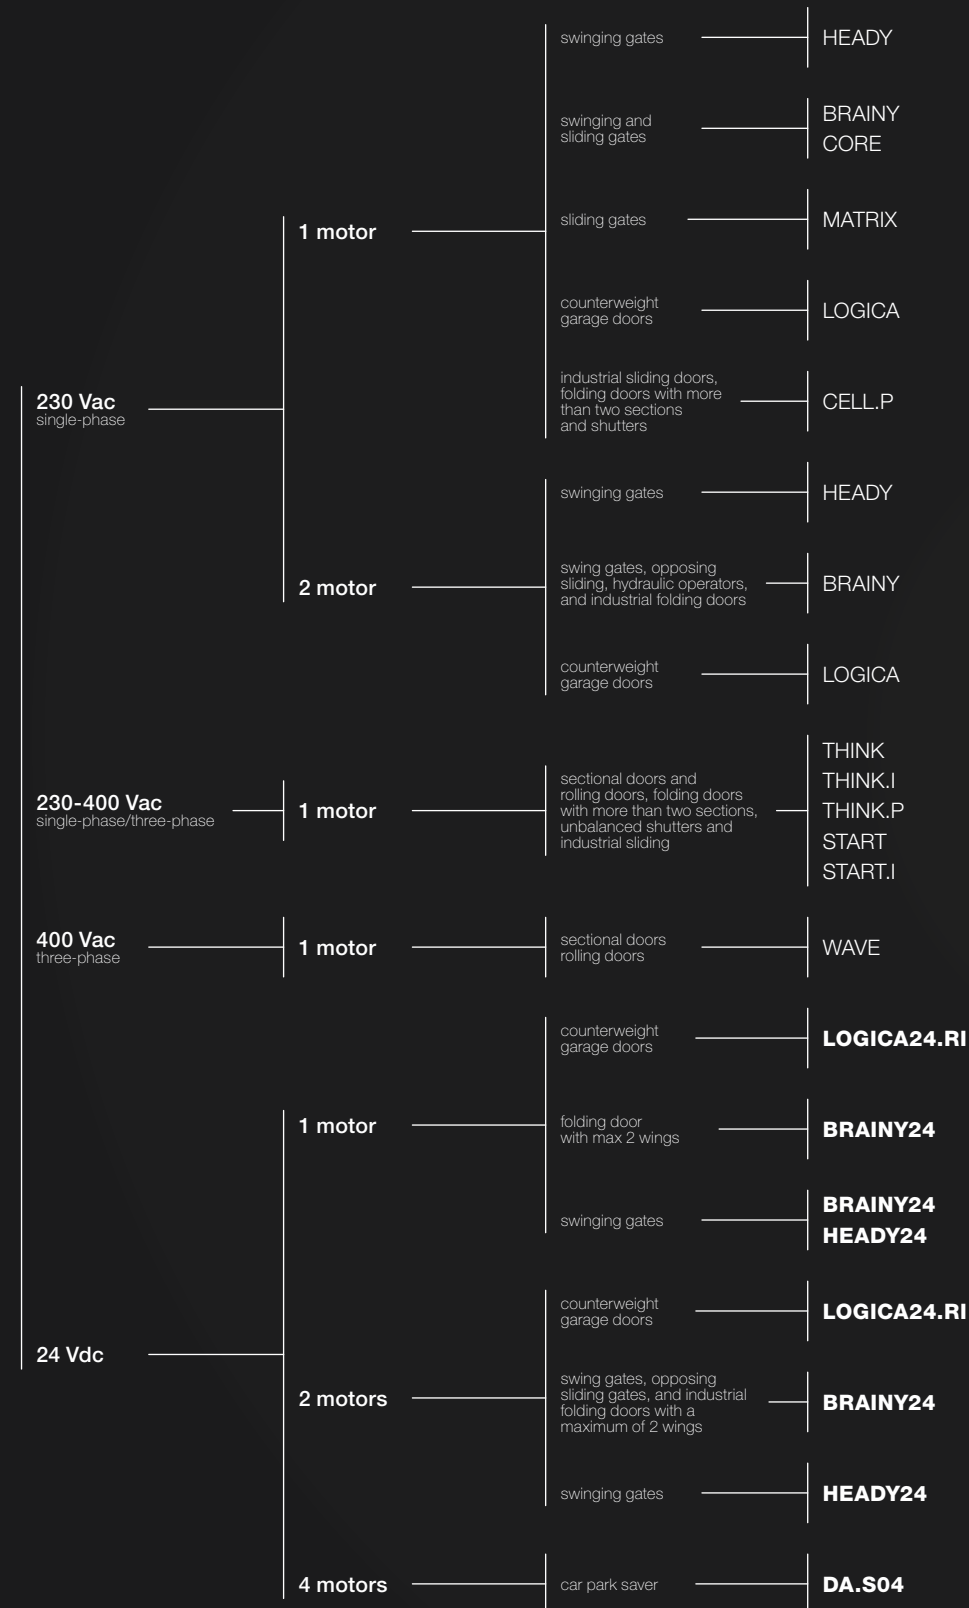 230 Vac
single-phase
1 motor
swinging gates
HEADY
swinging and
sliding gates
BRAINY
CORE
sliding gates
MATRIX
counterweight
garage doors
LOGICA
industrial sliding doors,
folding doors with more
than two sections
and shutters
CELL.P
2 motor
swinging gates
HEADY
swing gates, opposing
sliding, hydraulic operators,
and industrial folding doors
BRAINY
counterweight
garage doors
LOGICA
230-400 Vac
single-phase/three-phase
1 motor
sectional doors and
rolling doors, folding doors
with more than two sections,
unbalanced shutters and
industrial sliding
THINK
THINK.I
THINK.P
START
START.I
400 Vac
three-phase
1 motor
sectional doors
rolling doors
WAVE
24 Vdc
1 motor
counterweight
garage doors
LOGICA24.RI
folding door
with max 2 wings
BRAINY24
swinging gates
BRAINY24
HEADY24
2 motors
counterweight
garage doors
LOGICA24.RI
swing gates, opposing
sliding gates, and industrial
folding doors with a
maximum of 2 wings
BRAINY24
swinging gates
HEADY24
4 motors
car park saver
DA.S04